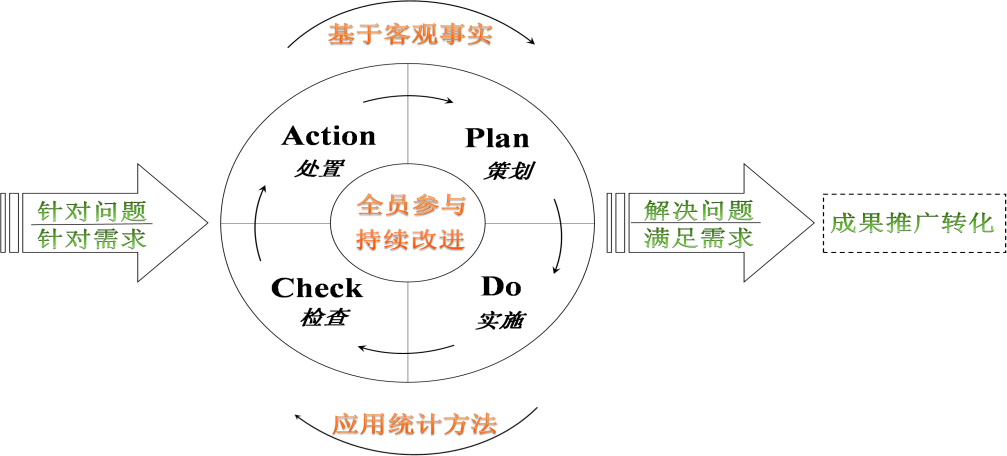 基于客观事实
Action
处置
Plan
策划
针对问题
针对需求
全员参与
持续改进
解决问题
满足需求
成果推广转化
Check
检查
Do
实施
应用统计方法